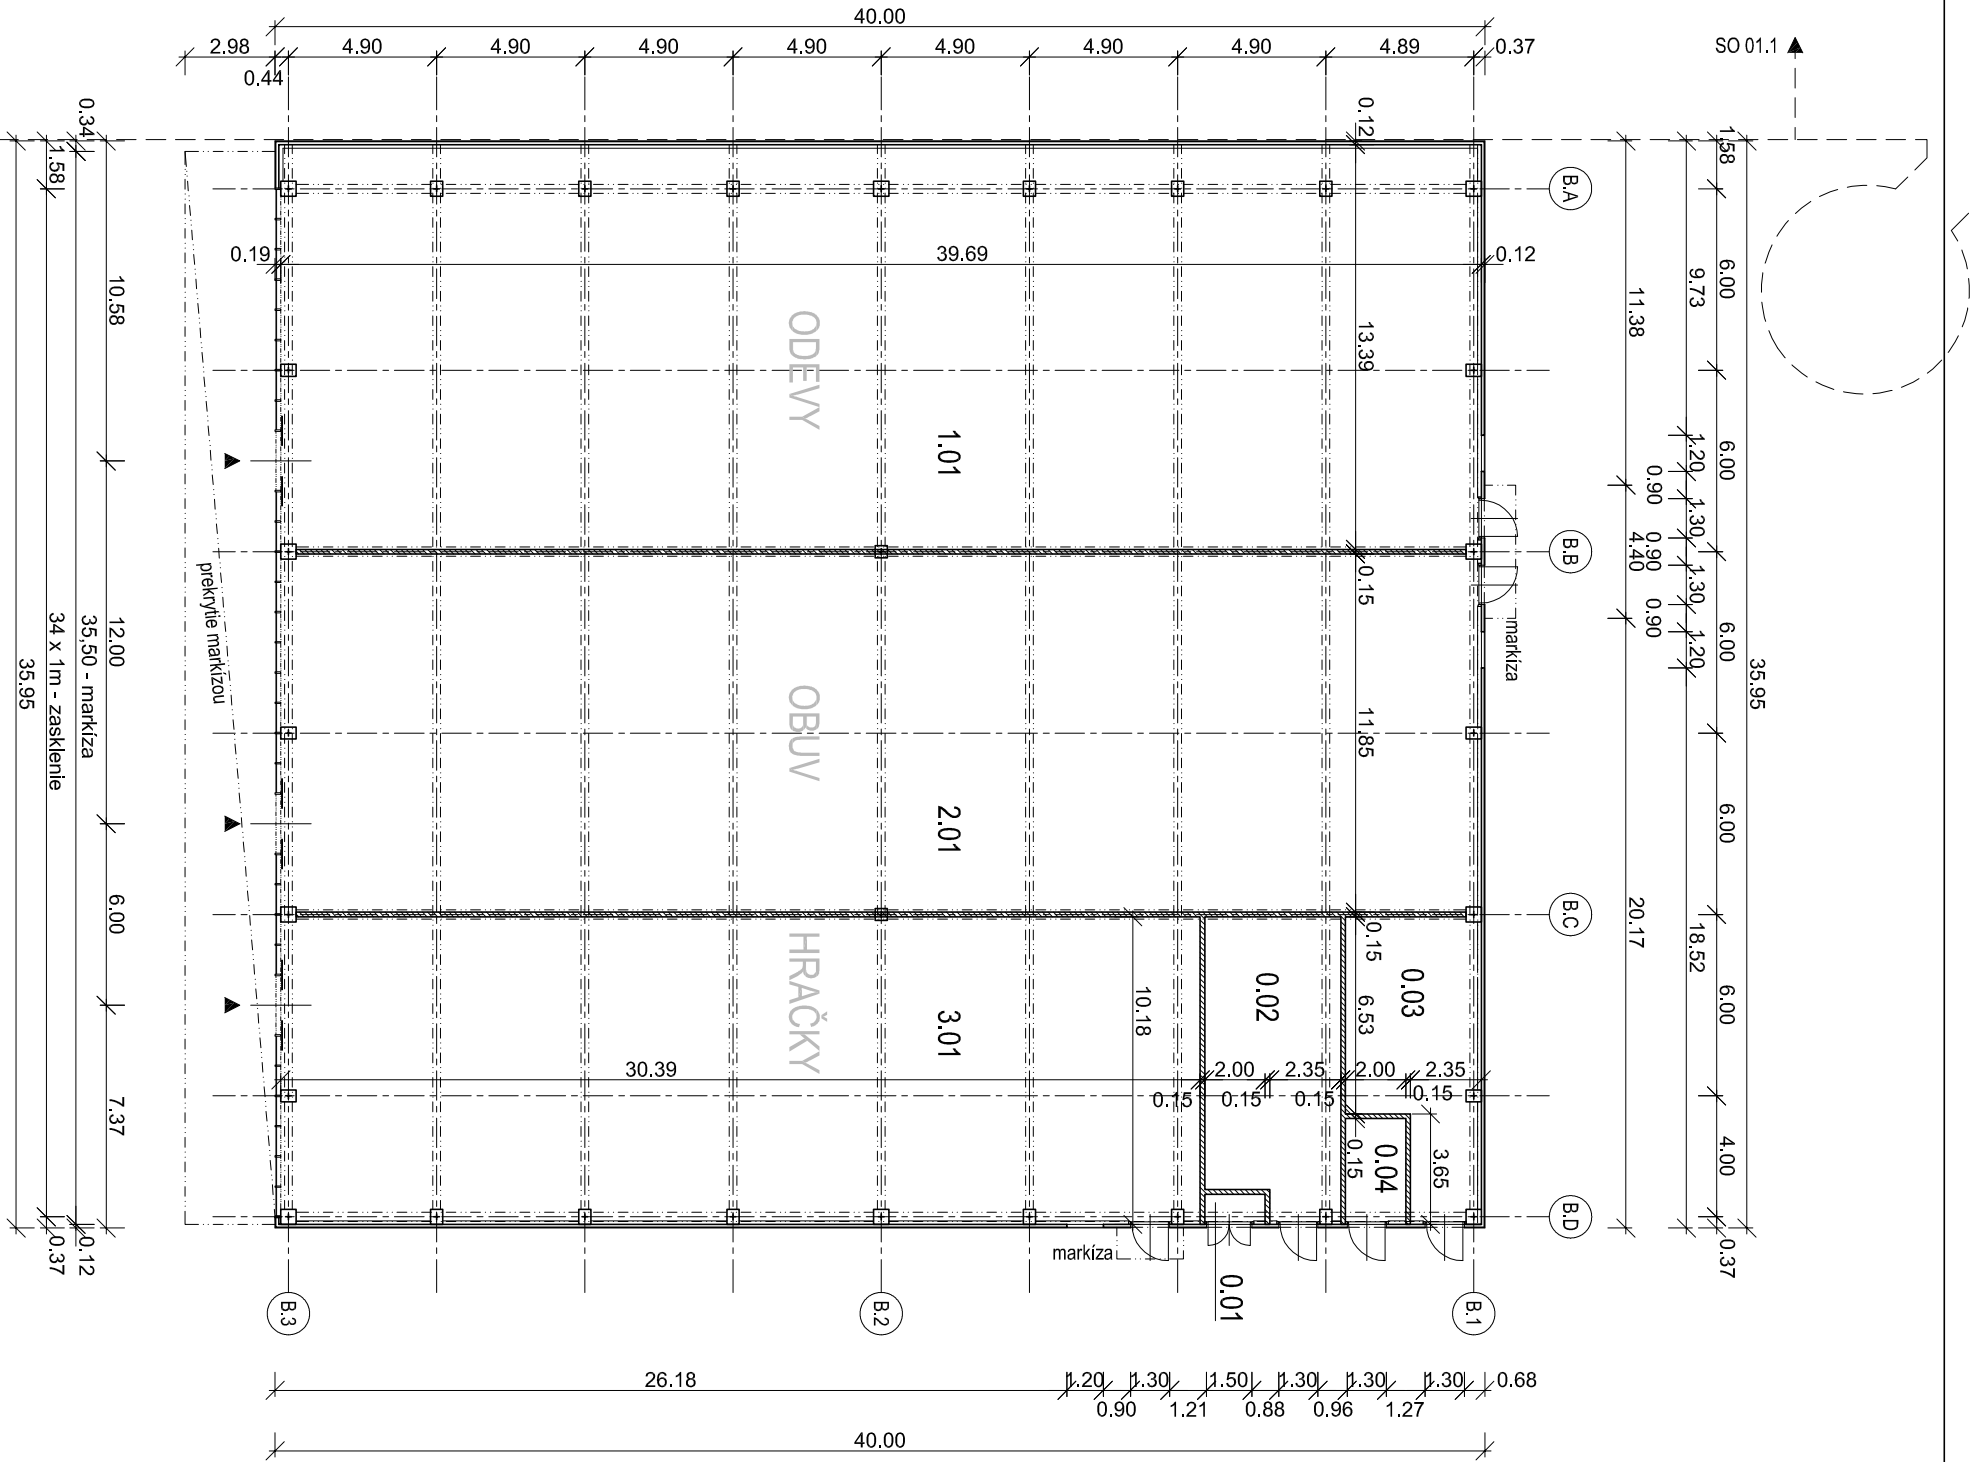 40.00
2.98 4.90 4.90 4.90 4.90 4.90 4.90 4.90 4.89 0.37
0.44
SO 01.1
0.34
1.58
10.58
12.00
6.00
7.37
35,50 - markíza
0.12
34 x 1m - zasklenie
0.37
35.95
prekrytie markízou
0.12
0.19 39.69 0.12
13.39
0.15
11.85
0.15
6.53
0.15
ODEVY
1.01
OBUV
2.01
HRAČKY
3.01
0.02
0.03
0.04
0.01
10.18
30.39 2.00 2.35 2.00 2.35
0.15 0.15 0.15 0.15
3.65
markíza
markíza
B.A
B.B
B.C
B.D
B.3 B.2 B.1
11.38
4.40
20.17
0.90
0.90
0.90
9.73
1.20
1.30
1.30
1.20
18.52
1.58
6.00
6.00
6.00
6.00
6.00
4.00
0.37
35.95
26.18 1.20 1.30 1.50 1.30 1.30 1.30 0.68
0.90 1.21 0.88 0.96 1.27
40.00